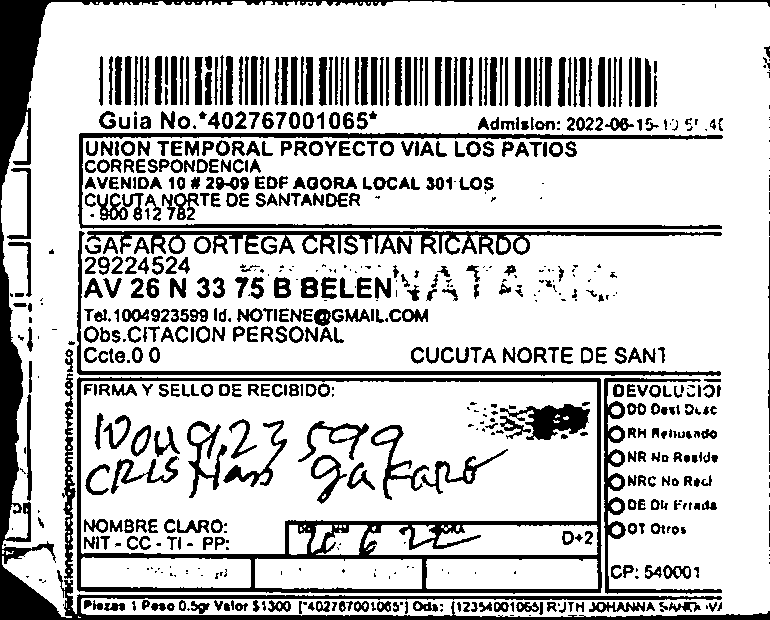 Guia No.*402767001065*
Admision: 2022-06-15-
UNION TEMPORAL PROYECTO VIAL LOS PATIOS
CORRESPONDENCIA
AVENIDA 10 # 29-09 EDF AGORA LOCAL 301 LOS
CUCUTA NORTE DE SANTANDER
- 900 812 782
GAFARO ORTEGA CRISTIAN RICARDO
29224524
AV 26 N 33 75 B BELEN
Tel.1004923599 Id. NOTIENE@GMAIL.COM
Obs.CITACION PERSONAL
Ccte.0 0
CUCUTA NORTE DE SANT
FIRMA Y SELLO DE RECIBIDO:
1004923599
CRIStian gafaro
NOMBRE CLARO:
NIT - CC - TI - PP:
20 6 22
D+2
DEVOLUCIO
DD Desl Desc
RH Rehusado
NR No Reside
NRC No Recl
DE Dir Errada
OT Otros
CP: 540001
Piezas 1 Peso 0.5gr Valor $1300 [*402767001065*] Ods: [12354001065] RUTH JOHANNA